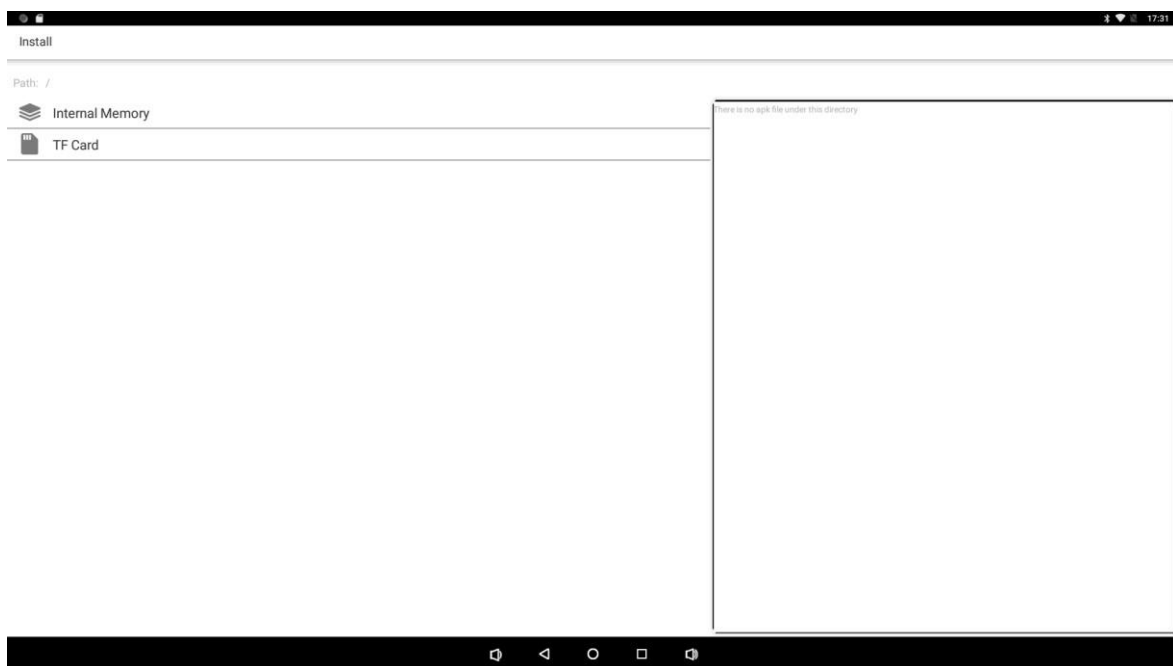 17:31
Install
Path: /
Internal Memory
There is no apk file under this directory
TF Card